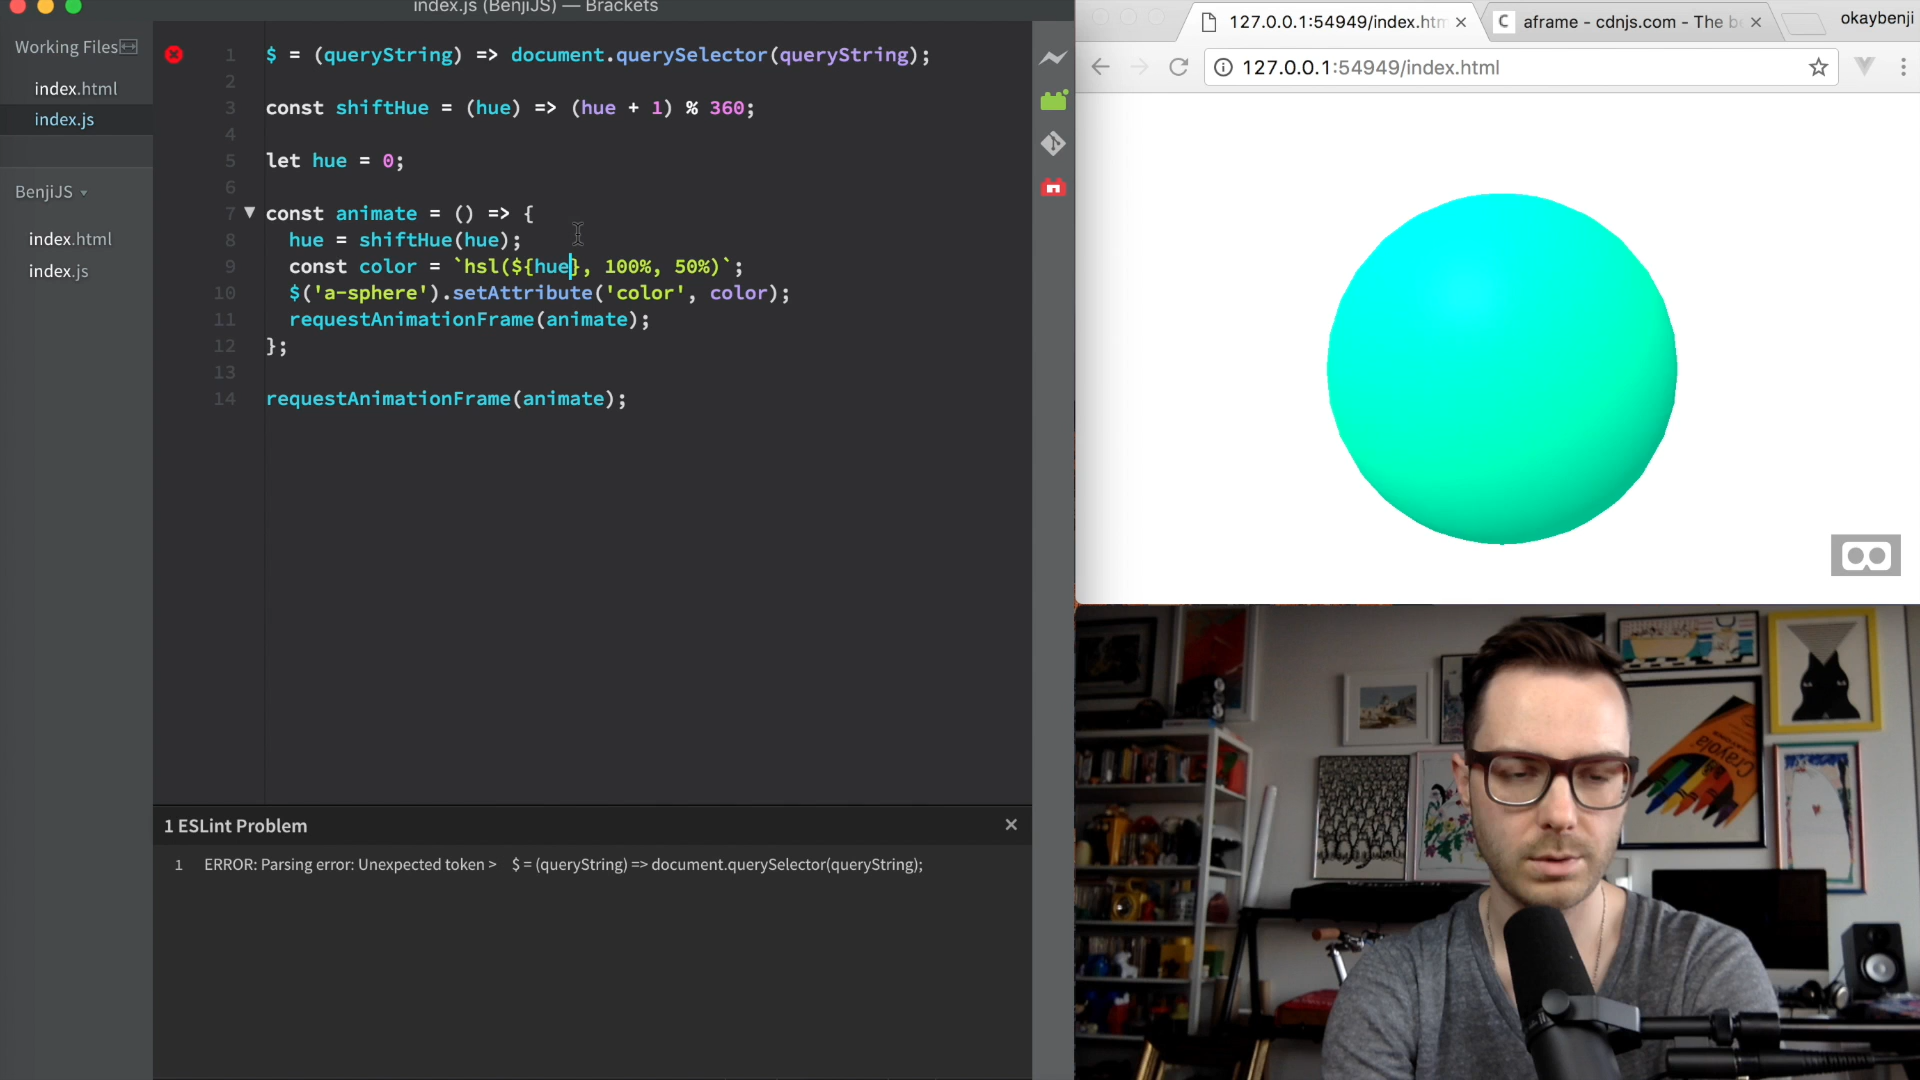 index.js (BenjiJS) — Brackets
Working Files
index.html
index.js
BenjiJS
index.html
index.js
1 $ = (queryString) => document.querySelector(queryString);
2
3 const shiftHue = (hue) => (hue + 1) % 360;
4
5 let hue = 0;
6
7 const animate = () => {
8 hue = shiftHue(hue);
9 const color = `hsl(${hue}, 100%, 50%)`;
10 $('a-sphere').setAttribute('color', color);
11 requestAnimationFrame(animate);
12 };
13
14 requestAnimationFrame(animate);
1 ESLint Problem
1 ERROR: Parsing error: Unexpected token > $ = (queryString) => document.querySelector(queryString);
127.0.0.1:54949/index.htm
aframe - cdnjs.com - The b
okaybenji
127.0.0.1:54949/index.html
Crayola